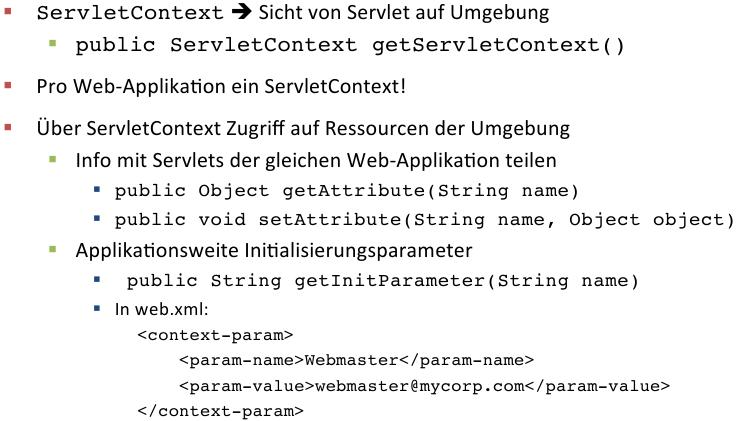 ServletContext ➔ Sicht von Servlet auf Umgebung
public ServletContext getServletContext()
Pro Web-Applikation ein ServletContext!
Über ServletContext Zugriff auf Ressourcen der Umgebung
Info mit Servlets der gleichen Web-Applikation teilen
public Object getAttribute(String name)
public void setAttribute(String name, Object object)
Applikationsweite Initialisierungsparameter
public String getInitParameter(String name)
In web.xml:
<context-param>
<param-name>Webmaster</param-name>
<param-value>webmaster@mycorp.com</param-value>
</context-param>